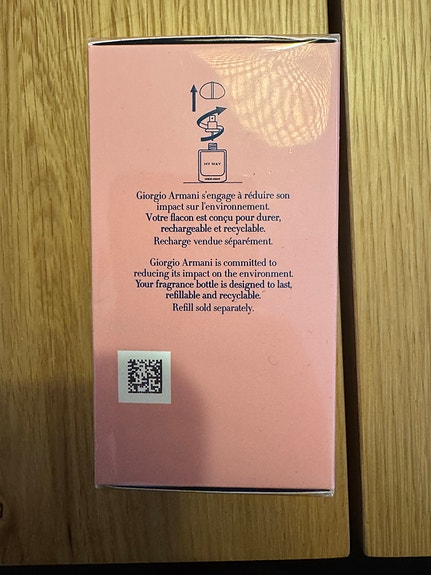 MY WAY
Giorgio Armani s'engage à réduire son
impact sur l'environnement.
Votre flacon est conçu pour durer,
rechargeable et recyclable.
Recharge vendue séparément.
Giorgio Armani is committed to
reducing its impact on the environment.
Your fragrance bottle is designed to last,
refillable and recyclable.
Refill sold separately.